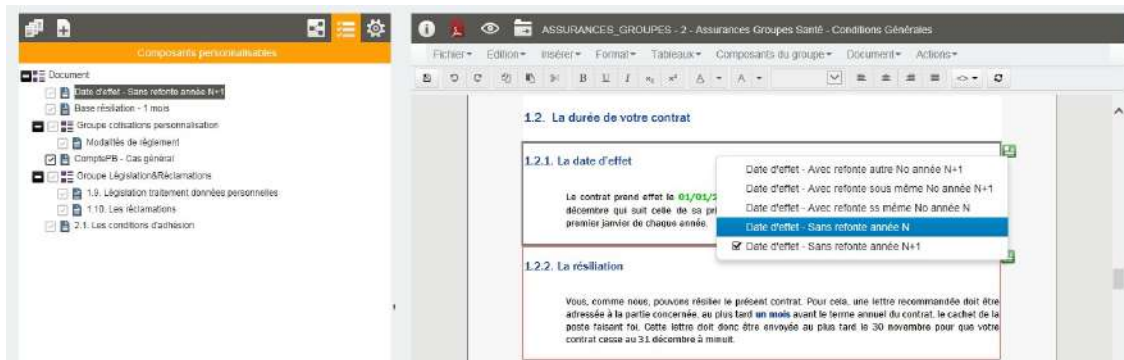 ASSURANCES_GROUPES - 2 - Assurances Groupes Santé - Conditions Générales
Composants personnalisables
Fichier Edition Insérer Format Tableaux Composants du groupe Document Actions
Document
Date d'effet - Sans refonte année N+1
Base résiliation - 1 mois
Groupe cotisations personnalisation
Modalités de règlement
ComptePB - Cas général
Groupe Législation&Réclamations
1.9. Législation traitement données personnelles
1.10. Les réclamations
2.1. Les conditions d'adhésion
B U I x₂ x² A A
1.2. La durée de votre contrat
1.2.1. La date d'effet
Le contrat prend effet le 01/01/2
décembre qui suit celle de sa pr
premier janvier de chaque année.
Date d'effet - Avec refonte autre No année N+1
Date d'effet - Avec refonte sous même No année N+1
Date d'effet - Avec refonte ss même No année N
Date d'effet - Sans refonte année N
Date d'effet - Sans refonte année N+1
1.2.2. La résiliation
Vous, comme nous, pouvons résilier le présent contrat. Pour cela, une lettre recommandée doit être
adressée à la partie concernée, au plus tard un mois avant le terme annuel du contrat, le cachet de la
poste faisant foi. Cette lettre doit donc être envoyée au plus tard le 30 novembre pour que votre
contrat cesse au 31 décembre à minuit.